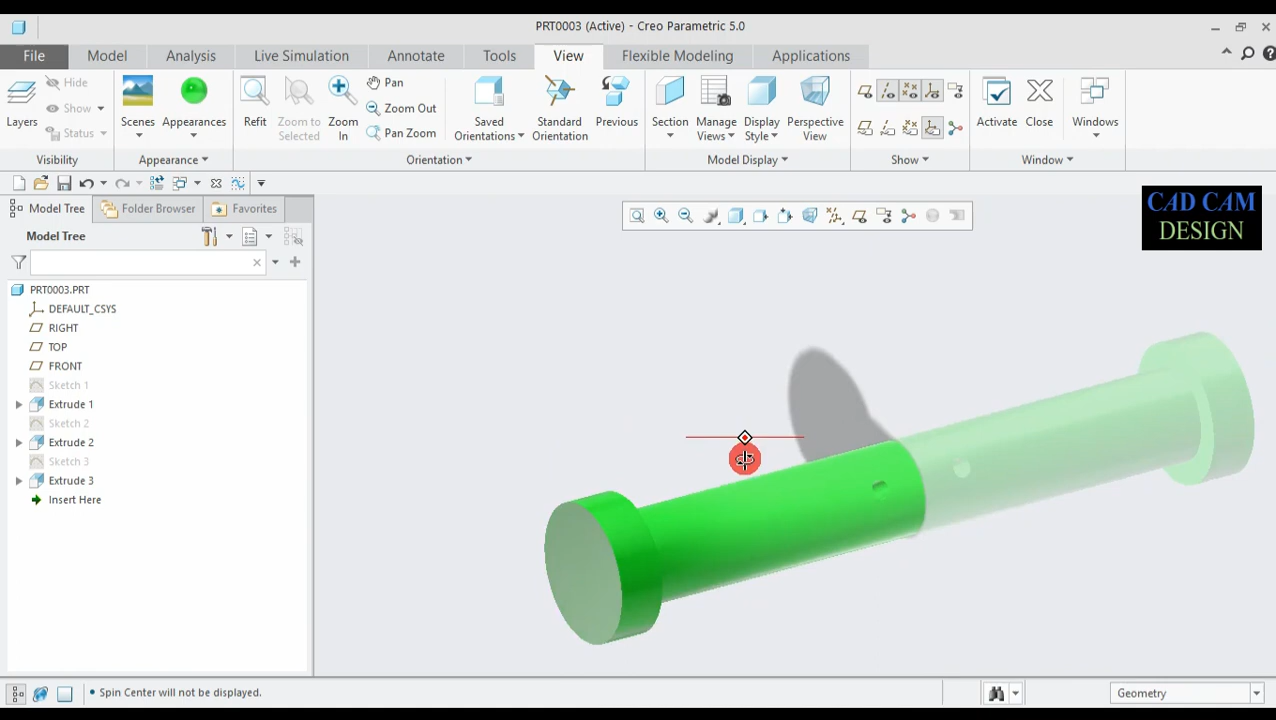 PRT0003 (Active) - Creo Parametric 5.0
File Model Analysis Live Simulation Annotate Tools View Flexible Modeling Applications
Layers
Hide
Show
Status
Visibility
Scenes
Appearances
Appearance
Refit
Zoom to Selected
Zoom In
Pan
Zoom Out
Pan Zoom
Saved Orientations
Standard Orientation
Previous
Orientation
Section
Manage Views
Display Style
Perspective View
Model Display
Show
Activate
Close
Windows
Window
Model Tree Folder Browser Favorites
Model Tree
PRT0003.PRT
DEFAULT_CSYS
RIGHT
TOP
FRONT
Sketch 1
Extrude 1
Sketch 2
Extrude 2
Sketch 3
Extrude 3
Insert Here
CAD CAM
DESIGN
• Spin Center will not be displayed.
Geometry